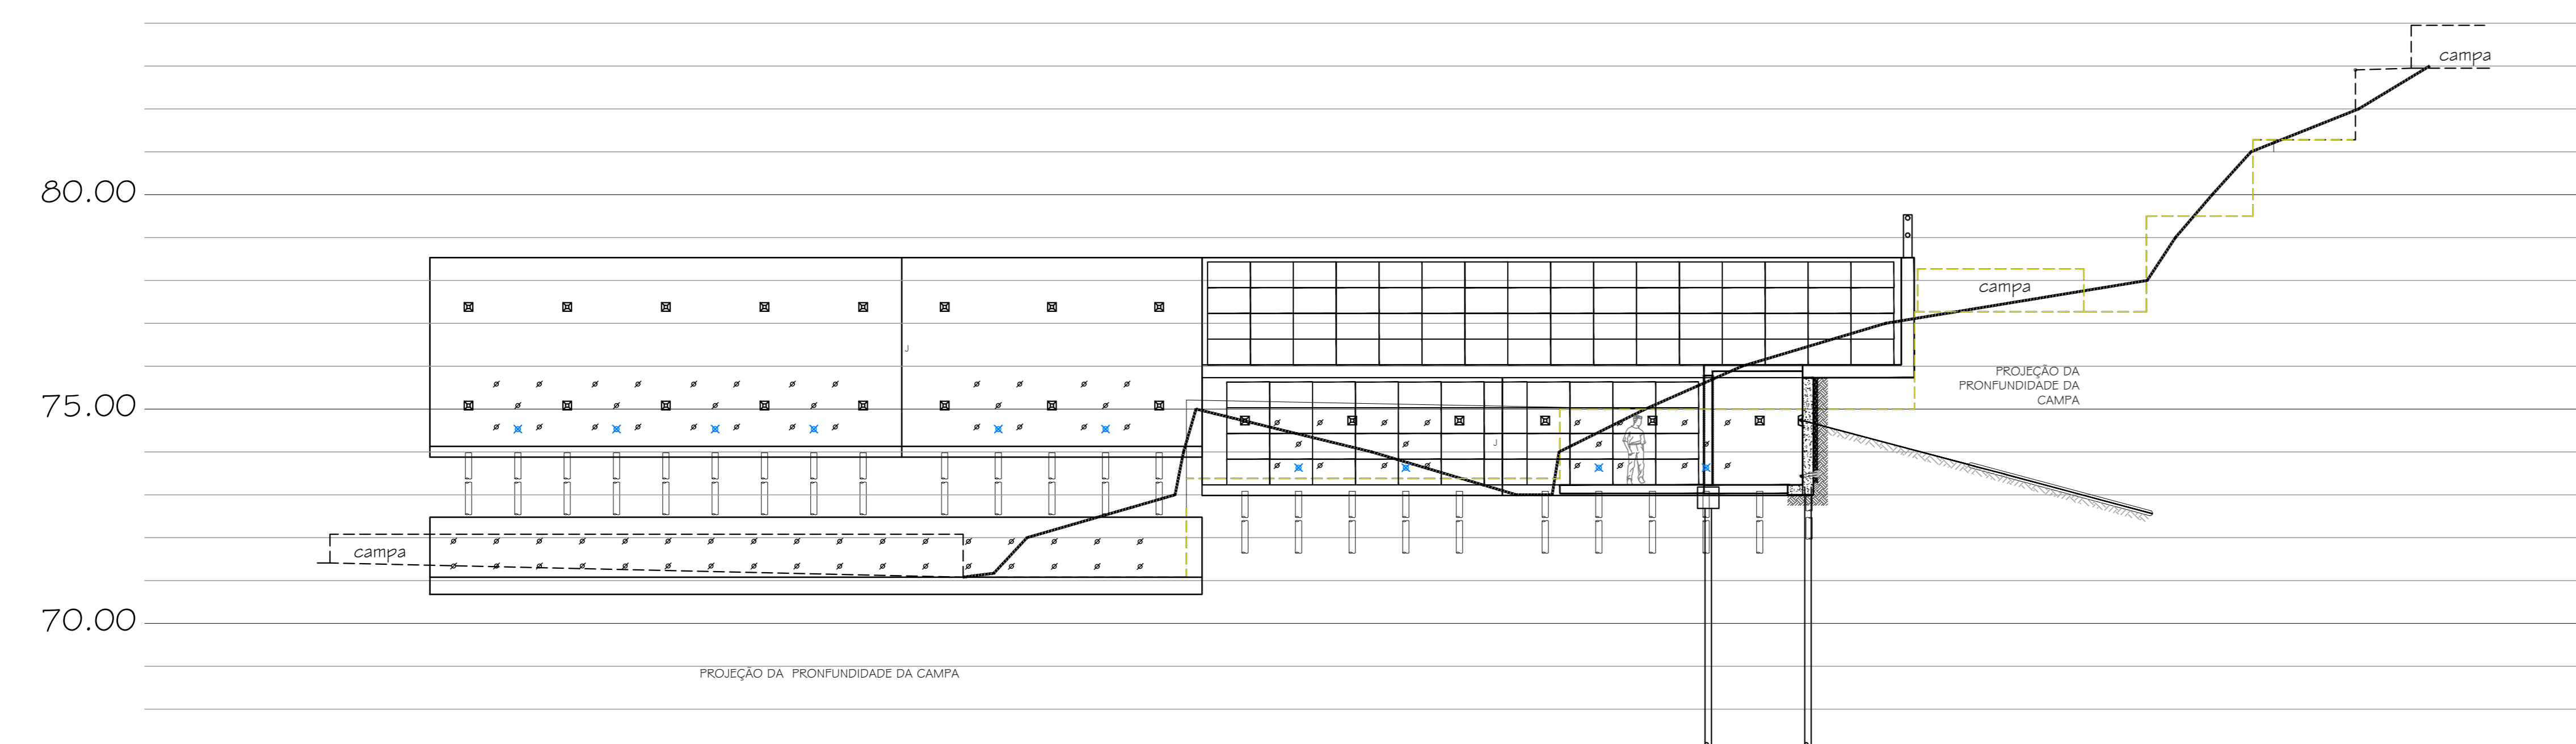 campa
80.00
campa
J
PROJEÇÃO DA
PRONFUNDIDADE DA
CAMPA
75.00
J
campa
70.00
PROJEÇÃO DA PRONFUNDIDADE DA CAMPA